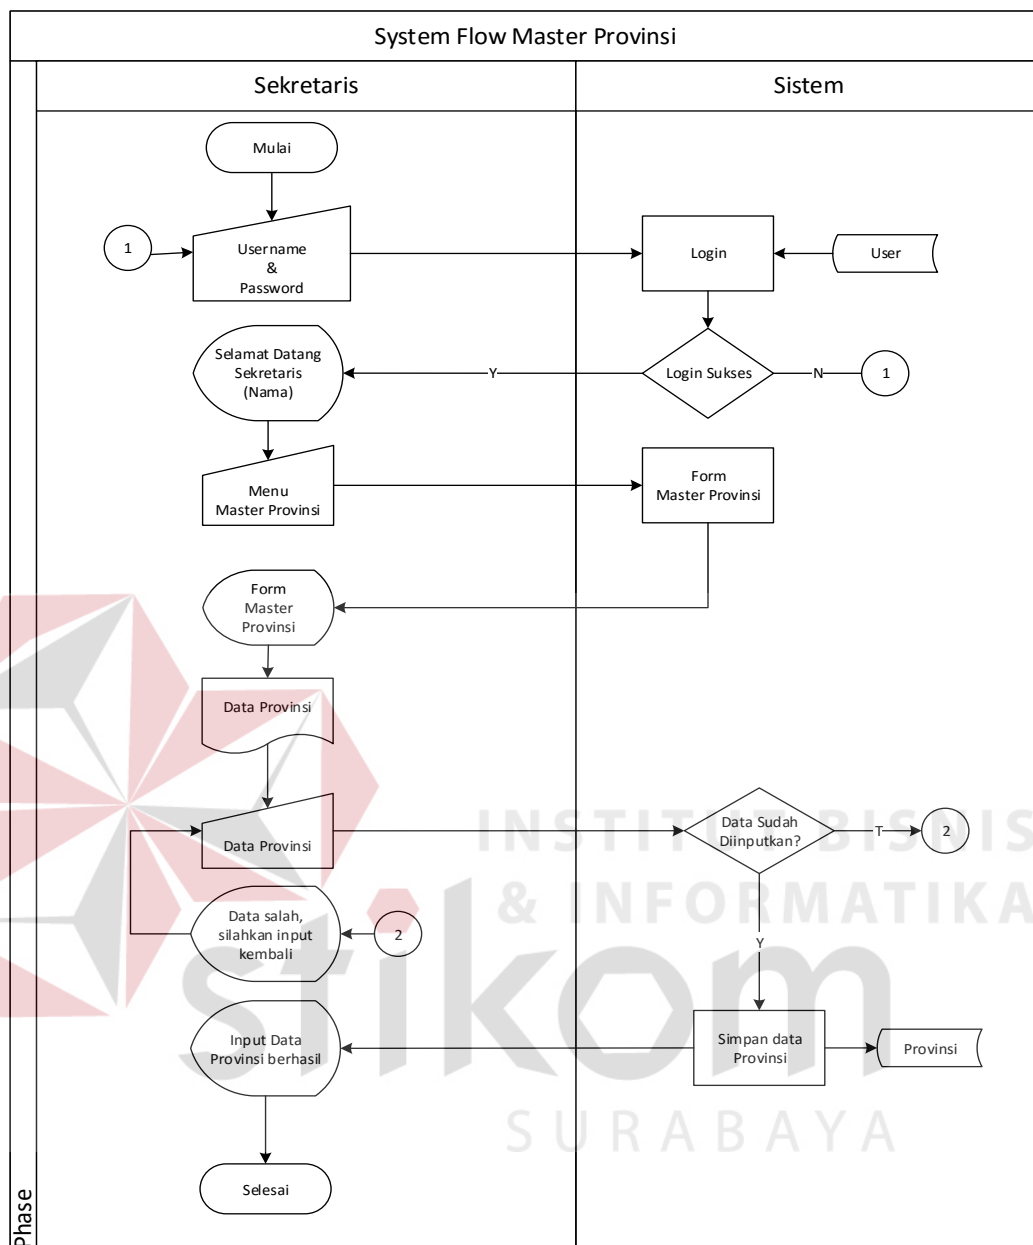 System Flow Master Provinsi
Sekretaris
Sistem
Mulai
1
Username
&
Password
Login
User
Selamat Datang
Sekretaris
(Nama)
Y
Login Sukses
N
1
Menu
Master Provinsi
Form
Master Provinsi
Form
Master
Provinsi
Data Provinsi
Data Provinsi
Data Sudah
Diinputkan?
T
2
Data salah,
silahkan input
kembali
2
Y
Input Data
Provinsi berhasil
Simpan data
Provinsi
Provinsi
Selesai
Phase
INSTITUT BISNIS
& INFORMATIKA
stikom
SURABAYA